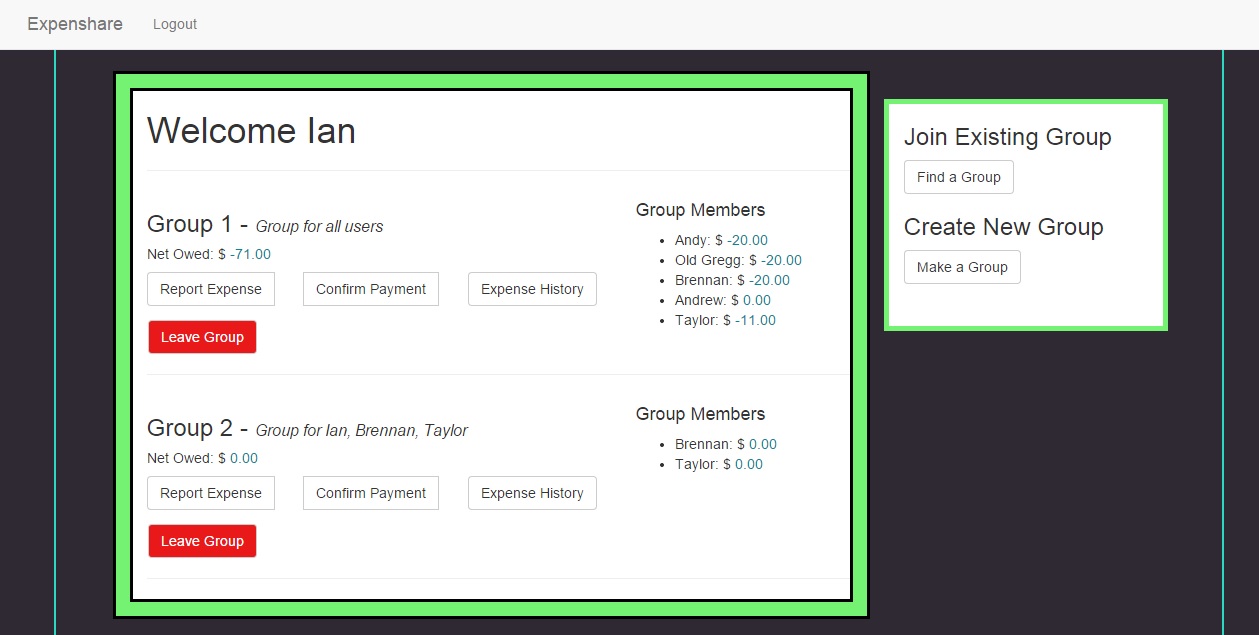 Expenshare Logout
Welcome Ian
Group 1 - Group for all users
Net Owed: $ -71.00
Report Expense Confirm Payment Expense History
Leave Group
Group Members
Andy: $ -20.00
Old Gregg: $ -20.00
Brennan: $ -20.00
Andrew: $ 0.00
Taylor: $ -11.00
Group 2 - Group for Ian, Brennan, Taylor
Net Owed: $ 0.00
Report Expense Confirm Payment Expense History
Leave Group
Group Members
Brennan: $ 0.00
Taylor: $ 0.00
Join Existing Group
Find a Group
Create New Group
Make a Group